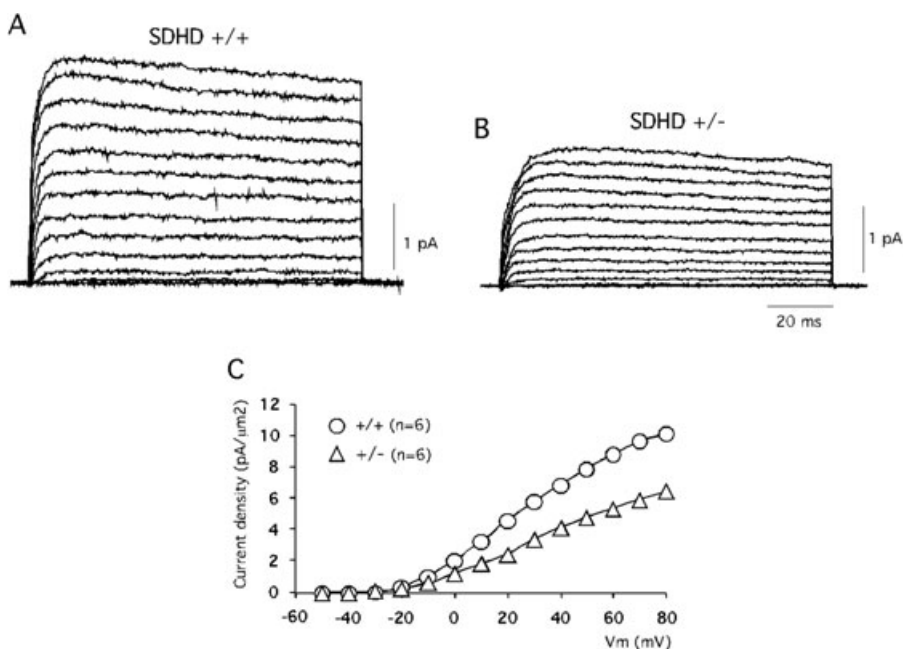 A
SDHD +/+
1 pA
B
SDHD +/-
1 pA
20 ms
C
Current density (pA/μm2)
12
10
8
6
4
2
0
+/+ (n=6)
+/- (n=6)
-60 -40 -20 0 20 40 60 80
Vm (mV)